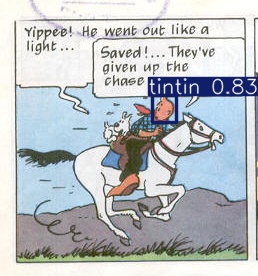 Yippee! He went out like a
light...
Saved!... They've
given up the
chase
tintin 0.83